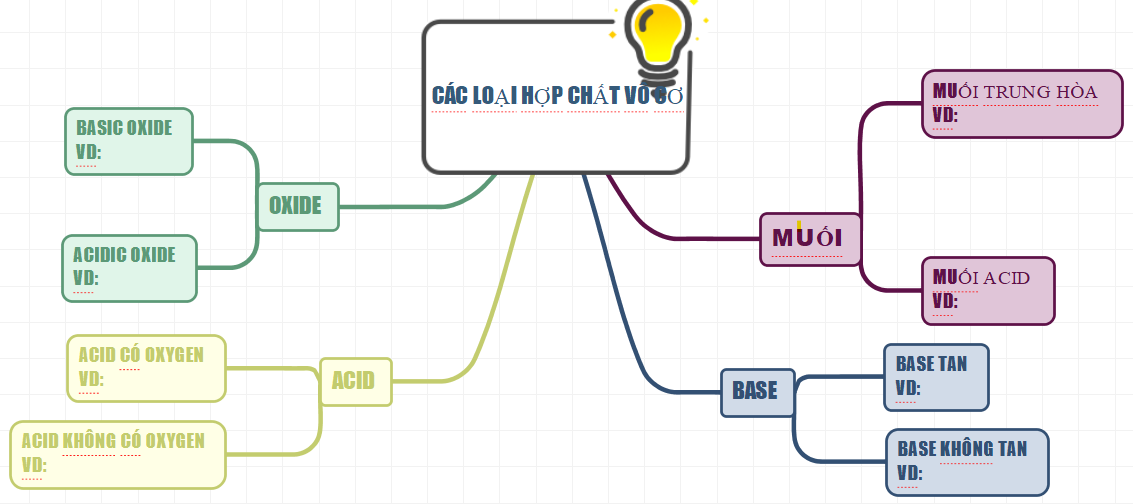 CÁC LOẠI HỢP CHẤT VÔ CƠ
BASIC OXIDE
VD:
OXIDE
ACIDIC OXIDE
VD:
ACID CÓ OXYGEN
VD:
ACID
ACID KHÔNG CÓ OXYGEN
VD:
MUỐI TRUNG HÒA
VD:
MUỐI
MUỐI ACID
VD:
BASE TAN
VD:
BASE
BASE KHÔNG TAN
VD: